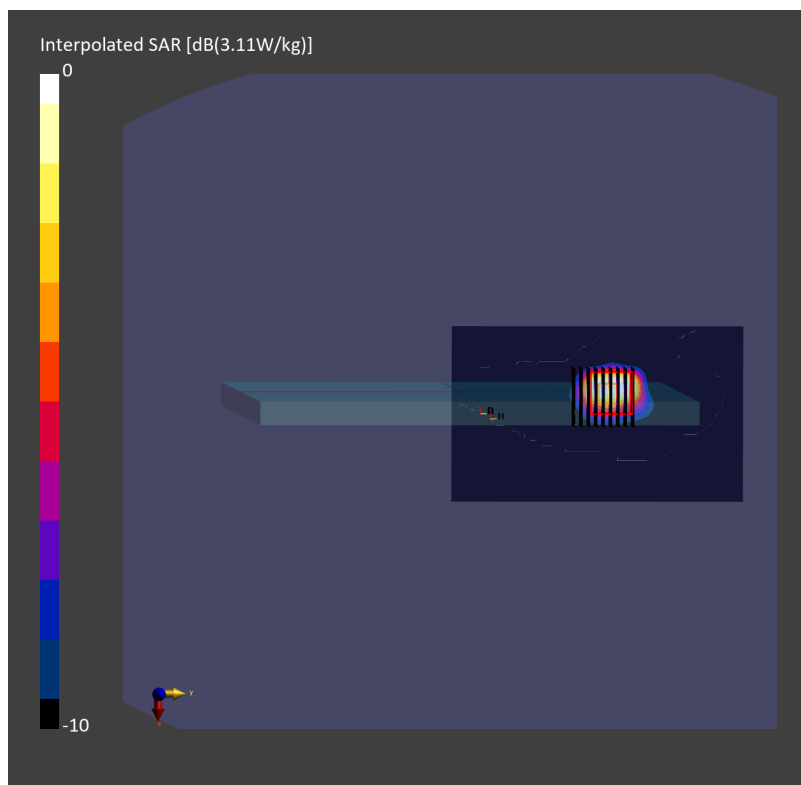 Interpolated SAR [dB(3.11W/kg)]
0
R
H
-10
y
x